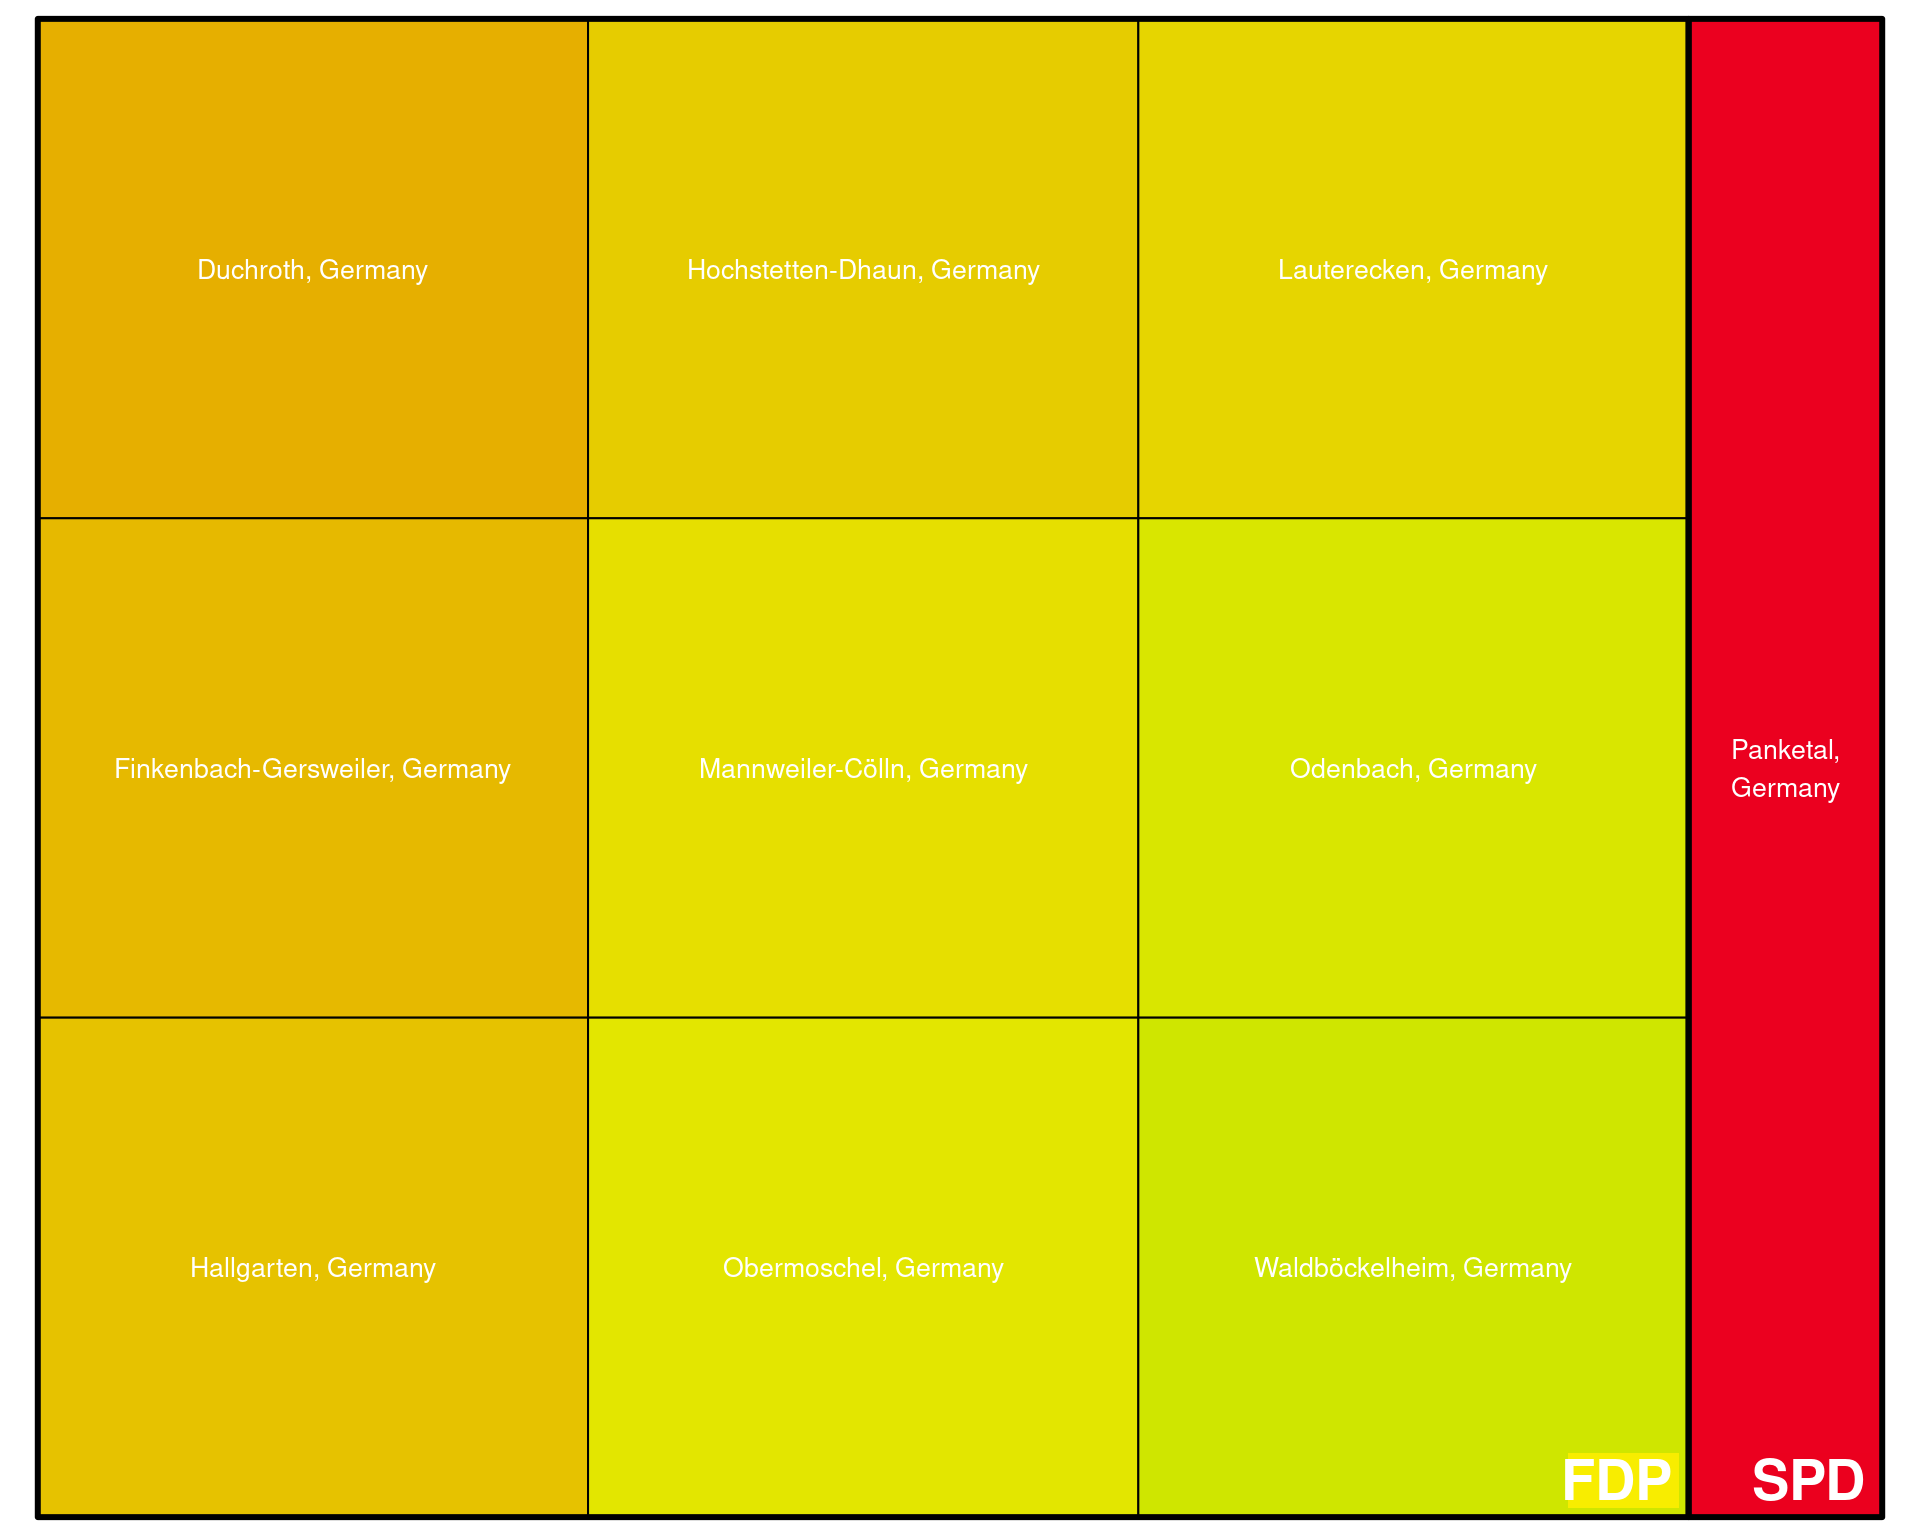 Duchroth, Germany
Hochstetten-Dhaun, Germany
Lauterecken, Germany
Finkenbach-Gersweiler, Germany
Mannweiler-Cölln, Germany
Odenbach, Germany
Panketal,
Germany
Hallgarten, Germany
Obermoschel, Germany
Waldböckelheim, Germany
FDP
SPD